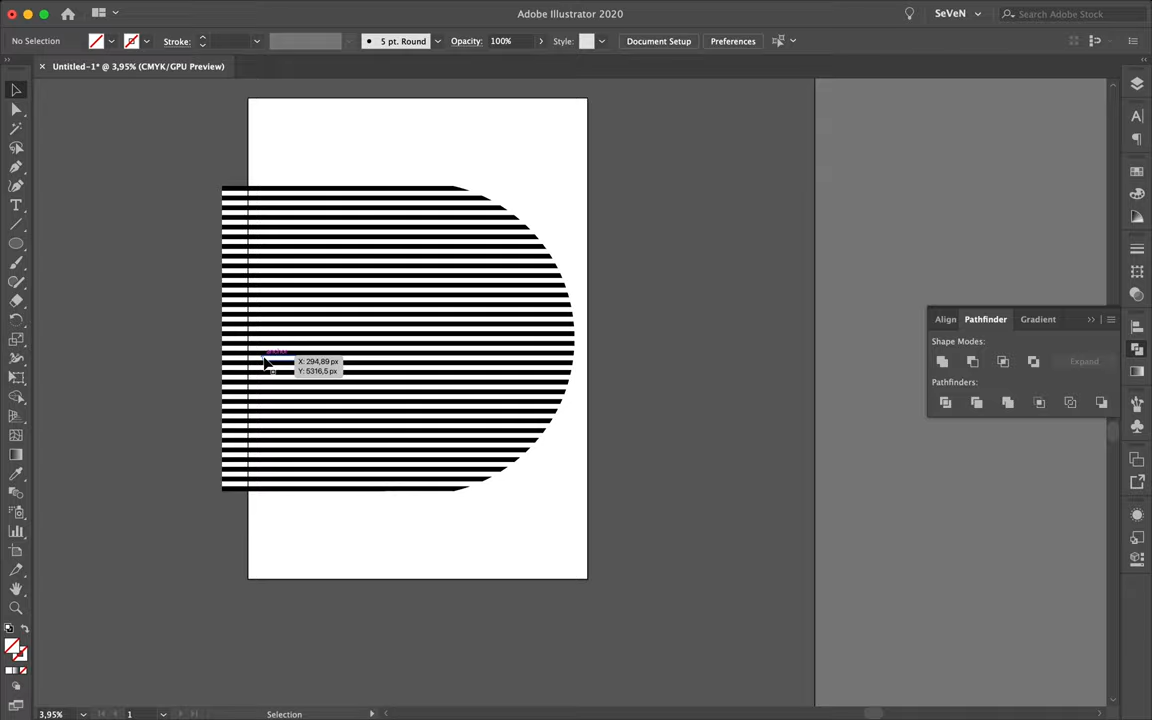 Adobe Illustrator 2020
SeVeN
Search Adobe Stock
No Selection
Stroke:
5 pt. Round
Opacity:
100%
Style:
Document Setup
Preferences
Untitled-1* @ 3,95% (CMYK/GPU Preview)
X: 294,89 px
Y: 5316,5 px
Align
Pathfinder
Gradient
Shape Modes:
Expand
Pathfinders:
3,95%
1
Selection